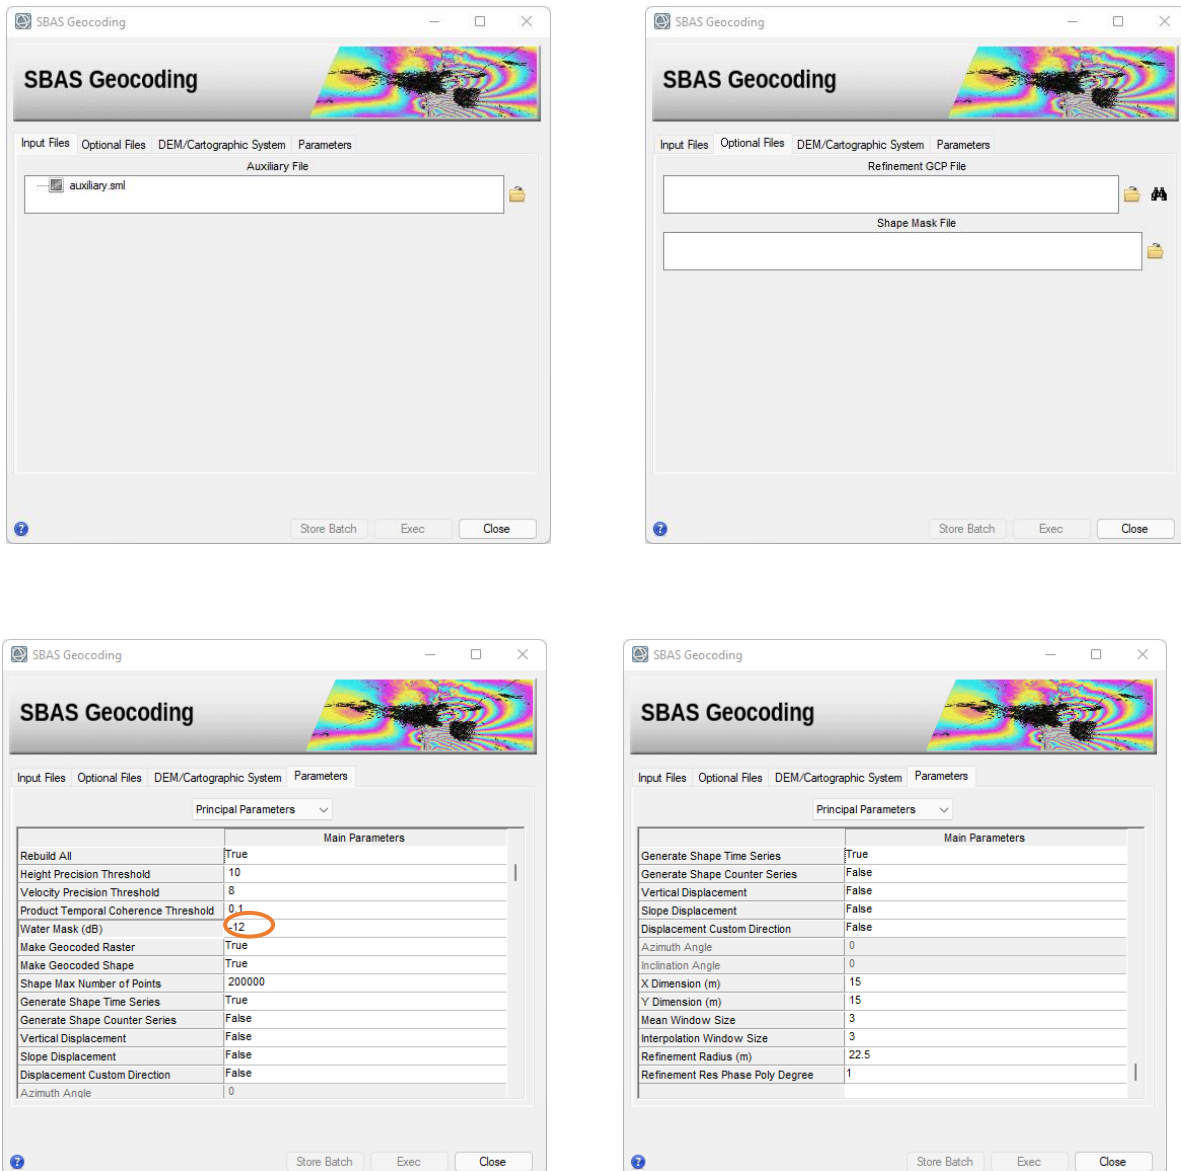 SBAS Geocoding
SBAS Geocoding
Input Files Optional Files DEM/Cartographic System Parameters
Auxiliary File
auxiliary.sml
Store Batch Exec Close
SBAS Geocoding
SBAS Geocoding
Input Files Optional Files DEM/Cartographic System Parameters
Refinement GCP File
Shape Mask File
Store Batch Exec Close
SBAS Geocoding
SBAS Geocoding
Input Files Optional Files DEM/Cartographic System Parameters
Principal Parameters
Main Parameters
Rebuild All True
Height Precision Threshold 10
Velocity Precision Threshold 8
Product Temporal Coherence Threshold 0.1
Water Mask (dB) -12
Make Geocoded Raster True
Make Geocoded Shape True
Shape Max Number of Points 200000
Generate Shape Time Series True
Generate Shape Counter Series False
Vertical Displacement False
Slope Displacement False
Displacement Custom Direction False
Azimuth Angle 0
Store Batch Exec Close
SBAS Geocoding
SBAS Geocoding
Input Files Optional Files DEM/Cartographic System Parameters
Principal Parameters
Main Parameters
Generate Shape Time Series True
Generate Shape Counter Series False
Vertical Displacement False
Slope Displacement False
Displacement Custom Direction False
Azimuth Angle 0
Inclination Angle 0
X Dimension (m) 15
Y Dimension (m) 15
Mean Window Size 3
Interpolation Window Size 3
Refinement Radius (m) 22.5
Refinement Res Phase Poly Degree 1
Store Batch Exec Close